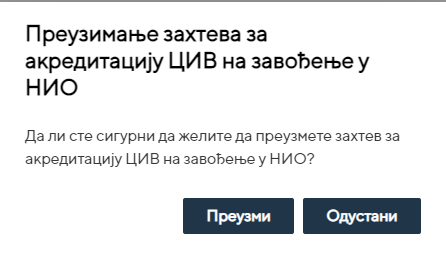 Преузимање захтева за
акредитацију ЦИВ на завођење у
НИО
Да ли сте сигурни да желите да преузмете захтев за
акредитацију ЦИВ на завођење у НИО?
Преузми Одустани